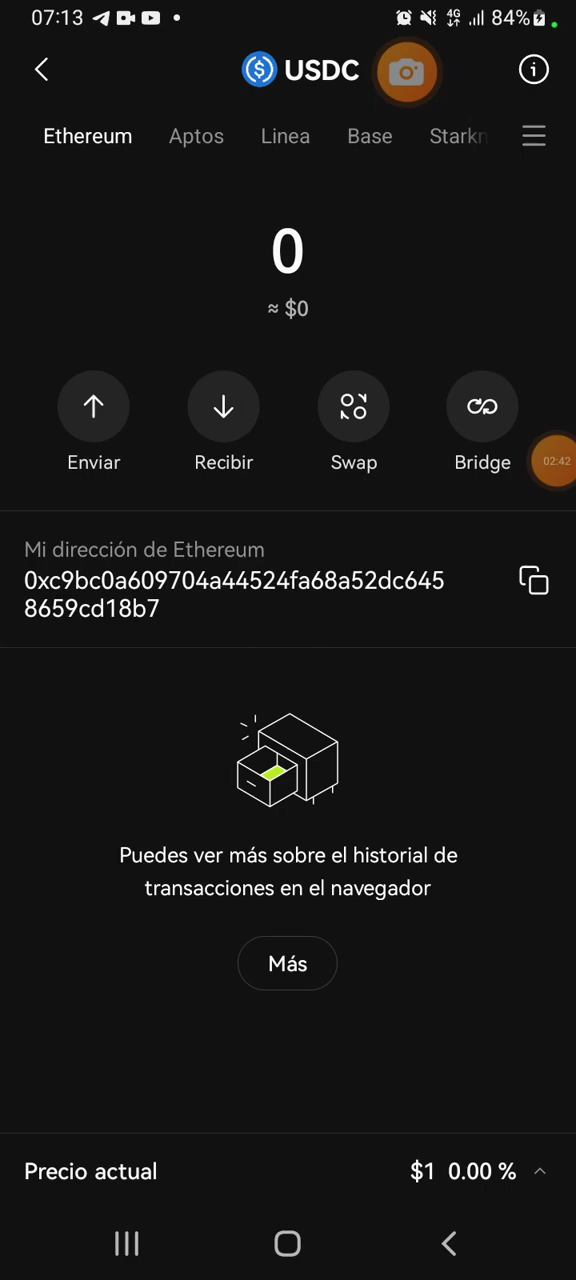 07:13 84%
USDC
Ethereum Aptos Linea Base Starkn
0
≈ $0
Enviar Recibir Swap Bridge
02:42
Mi dirección de Ethereum
0xc9bc0a609704a44524fa68a52dc645
8659cd18b7
Puedes ver más sobre el historial de
transacciones en el navegador
Más
Precio actual $1 0.00 %